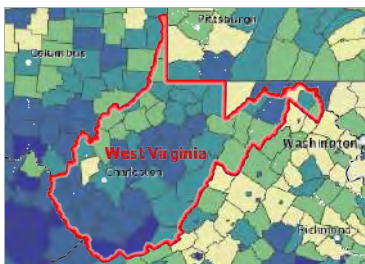 Pittsburgh
Columbus
West Virginia
Charleston
Washington
Richmond